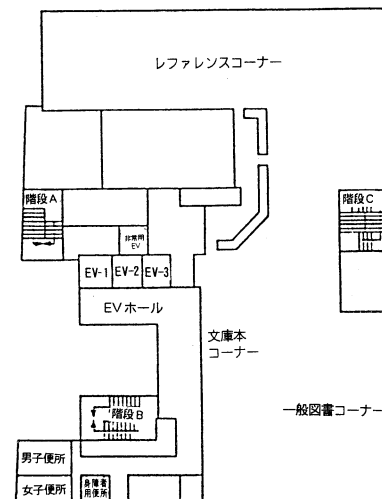 レファレンスコーナー
階段A
階段C
非常用
EV
EV-1
EV-2
EV-3
EVホール
文庫本
コーナー
階段B
一般図書コーナー
男子便所
女子便所
身障者
用便所